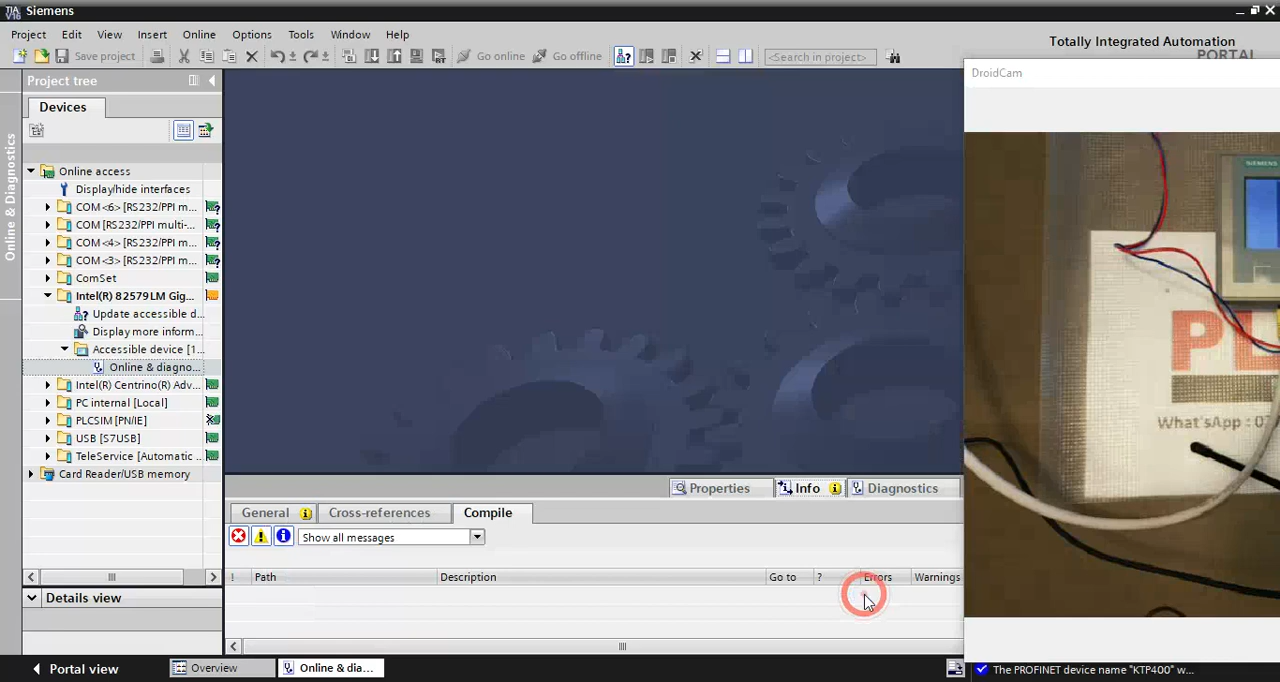 TIA
V16
Siemens
Project Edit View Insert Online Options Tools Window Help
Totally Integrated Automation
PORTAL
Save project
Go online
Go offline
<Search in project>
Project tree
DroidCam
Devices
Online & Diagnostics
SIEMENS
Online access
Display/hide interfaces
COM <6> [RS232/PPI m...
COM [RS232/PPI multi-...
COM <4> [RS232/PPI m...
COM <3> [RS232/PPI m...
ComSet
Intel(R) 82579LM Gig...
Update accessible d...
Display more inform...
Accessible device [1...
Online & diagno...
Intel(R) Centrino(R) Adv...
PC internal [Local]
PLCSIM [PN/IE]
USB [S7USB]
TeleService [Automatic ...
Card Reader/USB memory
PL
What'sApp : 07
Properties
Info
Diagnostics
General
Cross-references
Compile
Show all messages
! Path Description Go to ? Errors Warnings
Details view
Portal view
Overview
Online & dia...
The PROFINET device name "KTP400" w...